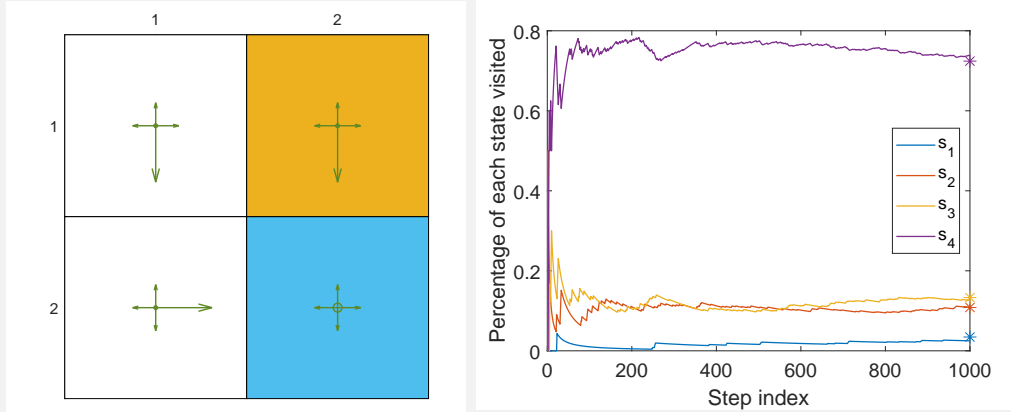 1 2
1
2
Percentage of each state visited
0.8
0.6
0.4
0.2
0
s1
s2
s3
s4
0 200 400 600 800 1000
Step index